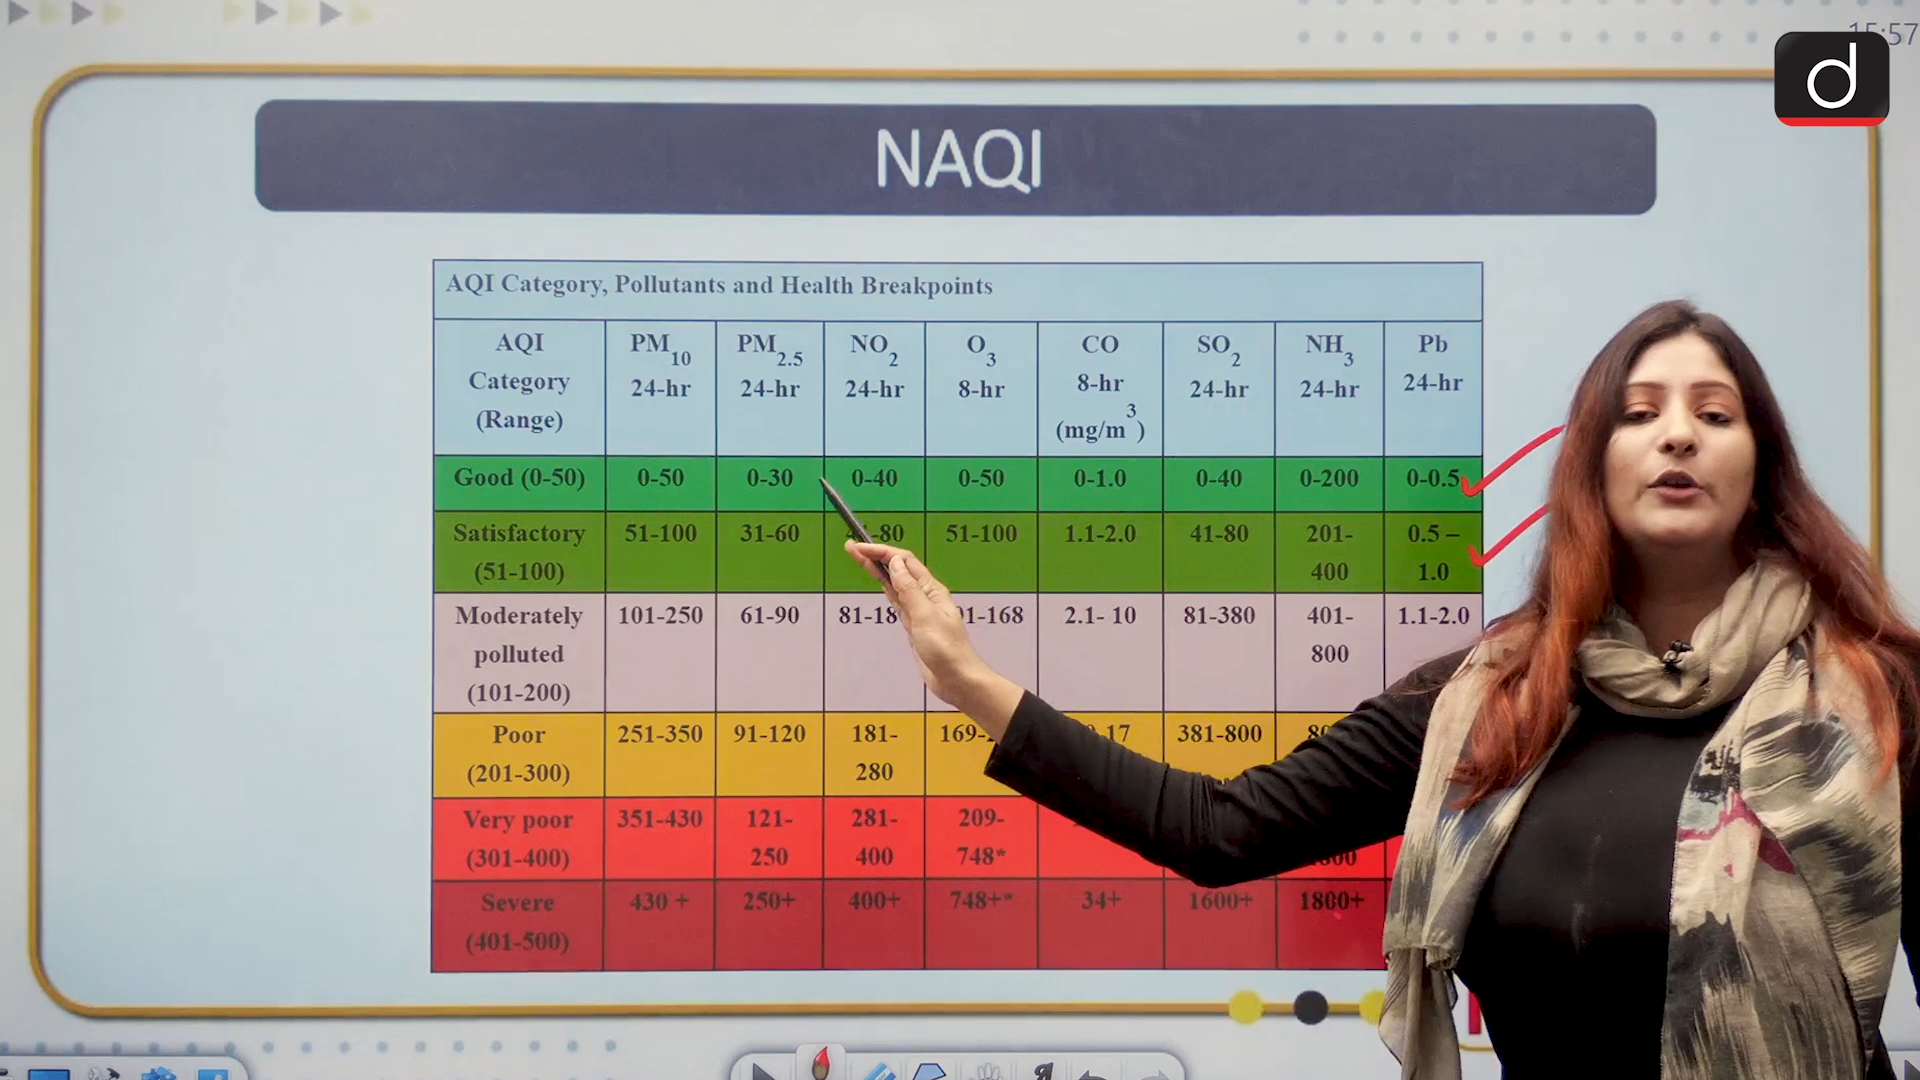 15:57
d
NAQI
AQI Category, Pollutants and Health Breakpoints
AQI Category (Range) PM10 24-hr PM2.5 24-hr NO2 24-hr O3 8-hr CO 8-hr (mg/m3) SO2 24-hr NH3 24-hr Pb 24-hr
Good (0-50) 0-50 0-30 0-40 0-50 0-1.0 0-40 0-200 0-0.5
Satisfactory (51-100) 51-100 31-60 51-100 1.1-2.0 41-80 201-400 0.5 – 1.0
Moderately polluted (101-200) 101-250 61-90 2.1- 10 81-380 401-800 1.1-2.0
Poor (201-300) 251-350 91-120 181-280 381-800
Very poor (301-400) 351-430 121-250 281-400 209-748*
Severe (401-500) 430 + 250+ 400+ 748+* 34+ 1600+ 1800+